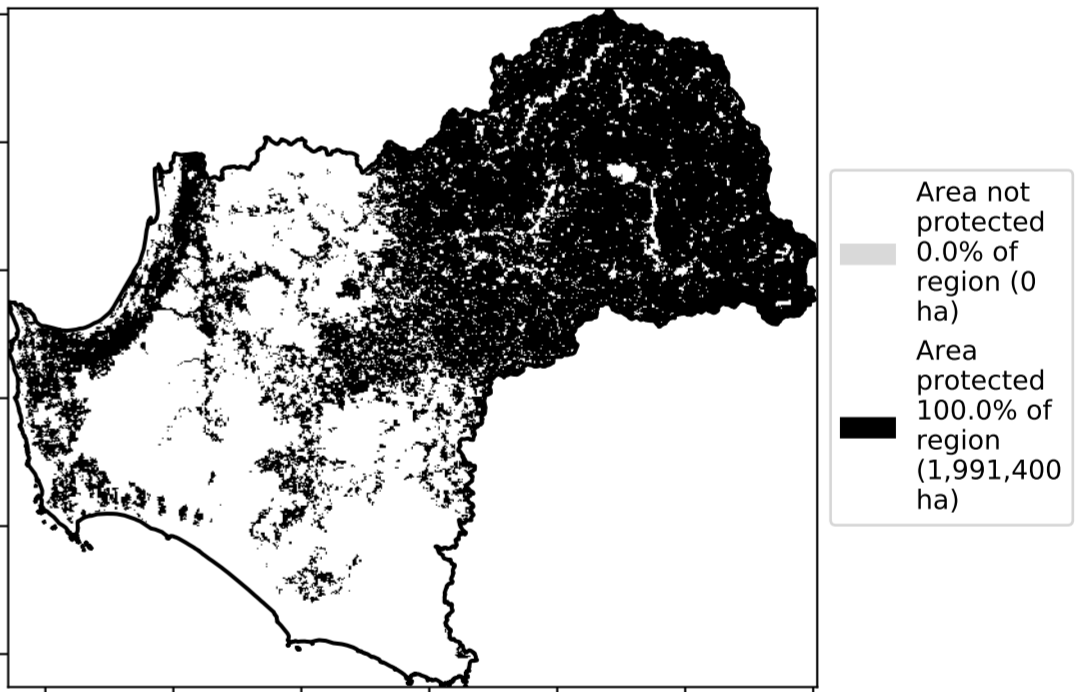 Area not
protected
0.0% of
region (0
ha)
Area
protected
100.0% of
region
(1,991,400
ha)